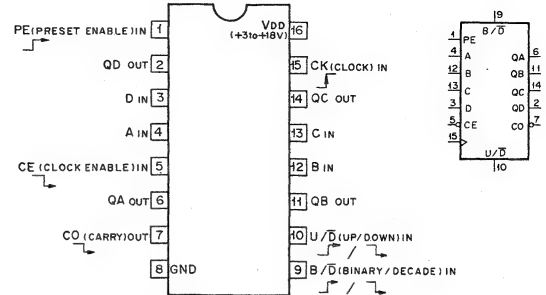 PE(PRESET ENABLE)IN 1
QD OUT 2
D IN 3
A IN 4
CE (CLOCK ENABLE) IN 5
QA OUT 6
CO (CARRY) OUT 7
8 GND
VDD 16
(+3to+18V)
15 CK(CLOCK) IN
14 QC OUT
13 C IN
12 B IN
11 QB OUT
10 U/D̅(UP/DOWN)IN
/
9 B/D̅(BINARY/DECADE) IN
/
9
B/D̅
1 PE
4 A QA 6
12 B QB 11
13 C QC 14
3 D QD 2
5 CE CO 7
15
U/D̅
10